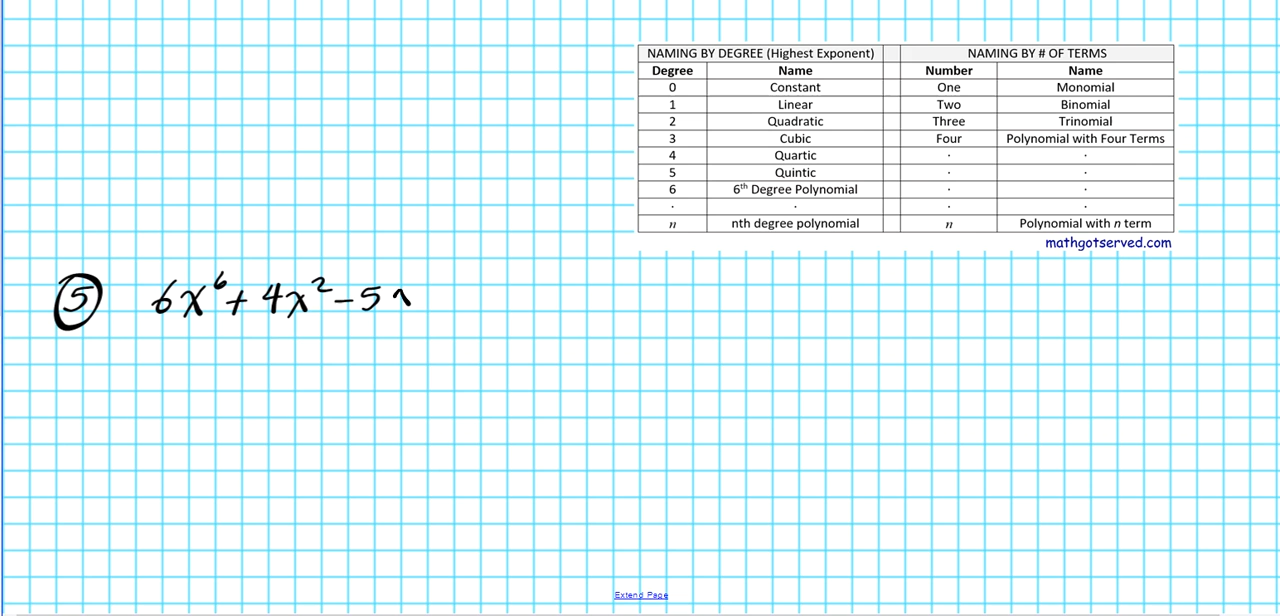 NAMING BY DEGREE (Highest Exponent) NAMING BY # OF TERMS
Degree Name Number Name
0 Constant One Monomial
1 Linear Two Binomial
2 Quadratic Three Trinomial
3 Cubic Four Polynomial with Four Terms
4 Quartic . .
5 Quintic . .
6 6th Degree Polynomial . .
. . . .
n nth degree polynomial n Polynomial with n term
mathgotserved.com
⑤ 6x⁶ + 4x² - 5
Extend Page